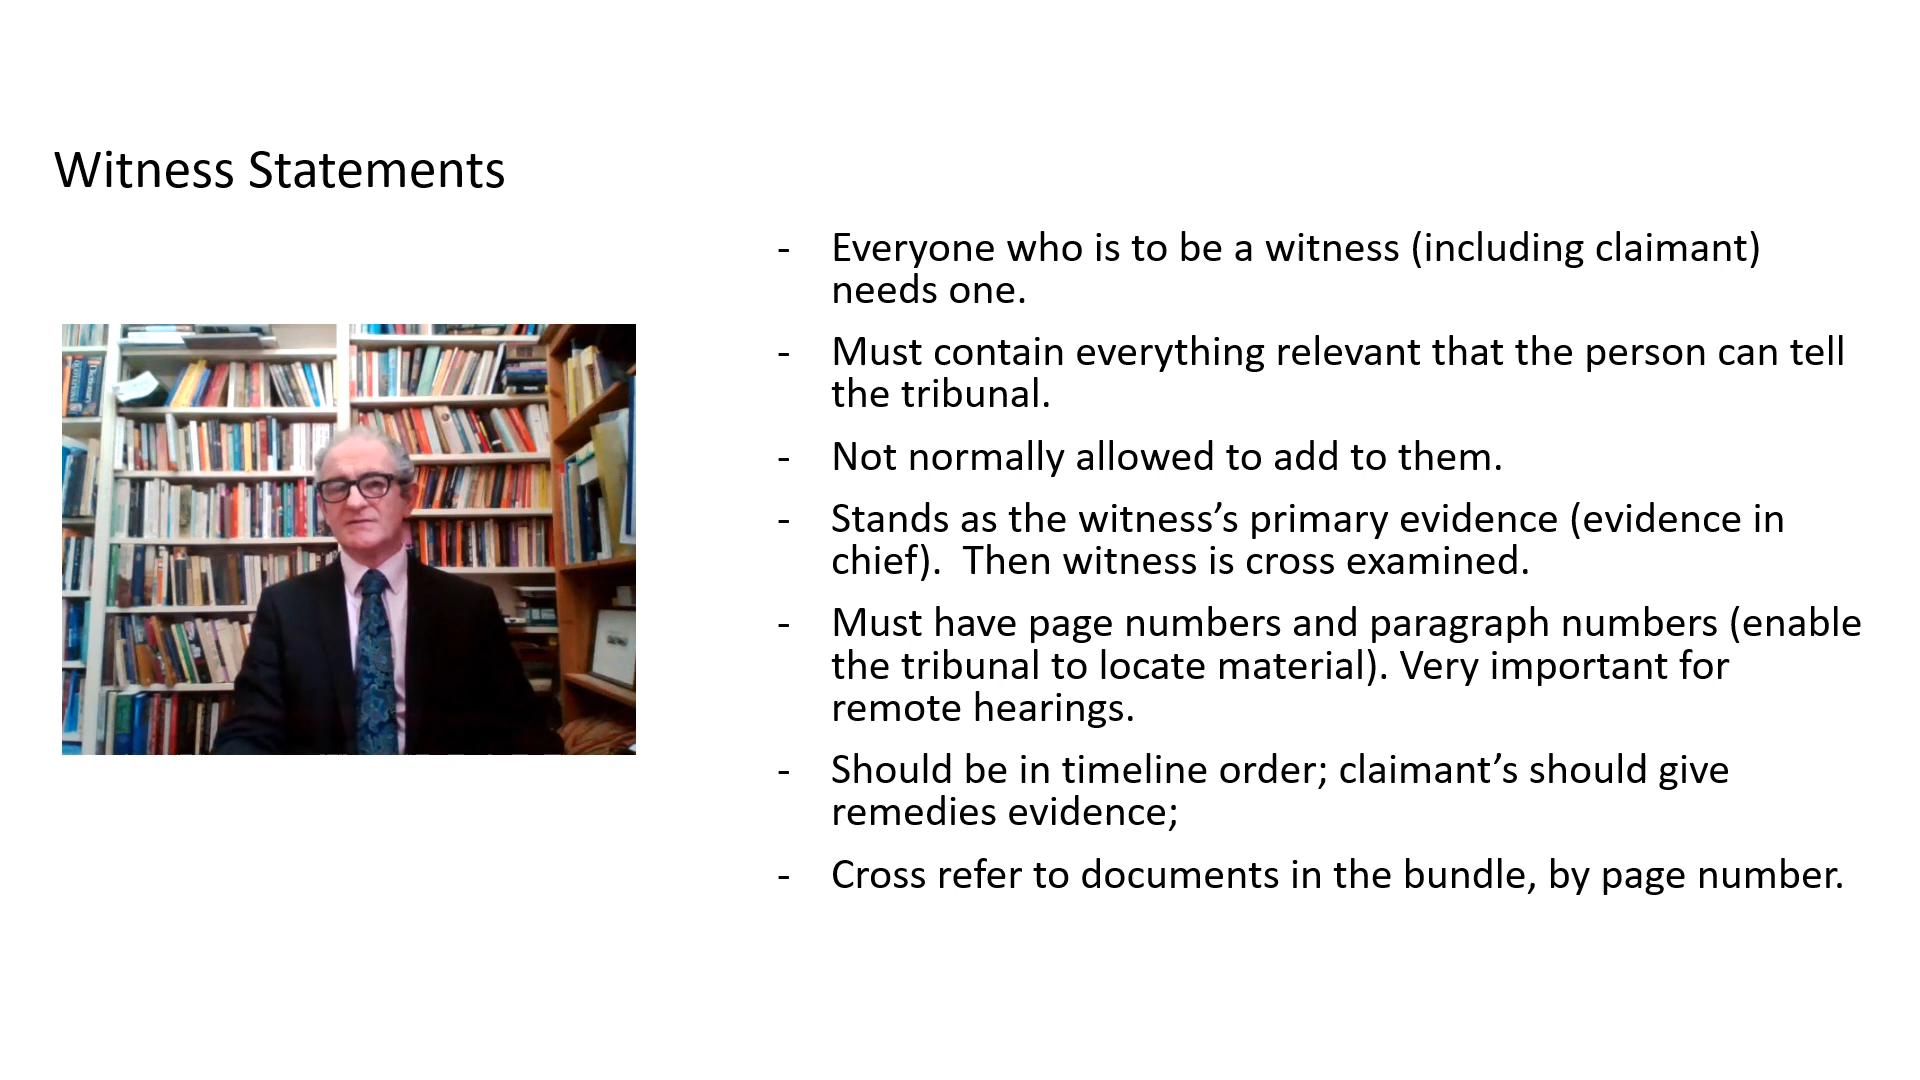 Witness Statements
- Everyone who is to be a witness (including claimant)
needs one.
- Must contain everything relevant that the person can tell
the tribunal.
- Not normally allowed to add to them.
- Stands as the witness’s primary evidence (evidence in
chief).  Then witness is cross examined.
- Must have page numbers and paragraph numbers (enable
the tribunal to locate material). Very important for
remote hearings.
- Should be in timeline order; claimant’s should give
remedies evidence;
- Cross refer to documents in the bundle, by page number.